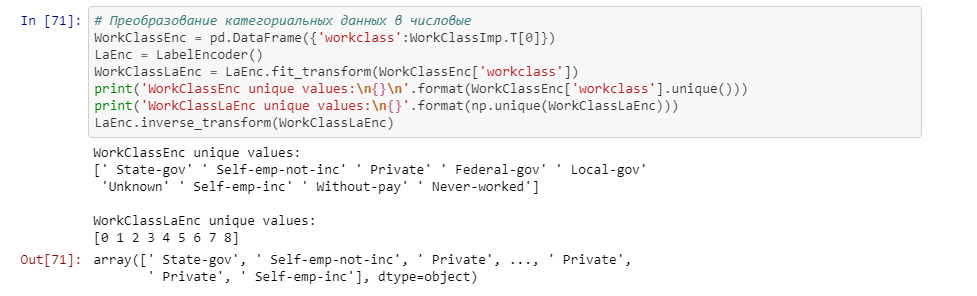 In [71]: # Преобразование категориальных данных в числовые
WorkClassEnc = pd.DataFrame({'workclass':WorkClassImp.T[0]})
LaEnc = LabelEncoder()
WorkClassLaEnc = LaEnc.fit_transform(WorkClassEnc['workclass'])
print('WorkClassEnc unique values:\n{}\n'.format(WorkClassEnc['workclass'].unique()))
print('WorkClassLaEnc unique values:\n{}'.format(np.unique(WorkClassLaEnc)))
LaEnc.inverse_transform(WorkClassLaEnc)
WorkClassEnc unique values:
[' State-gov' ' Self-emp-not-inc' ' Private' ' Federal-gov' ' Local-gov'
 'Unknown' ' Self-emp-inc' ' Without-pay' ' Never-worked']
WorkClassLaEnc unique values:
[0 1 2 3 4 5 6 7 8]
Out[71]: array([' State-gov', ' Self-emp-not-inc', ' Private', ..., ' Private',
       ' Private', ' Self-emp-inc'], dtype=object)